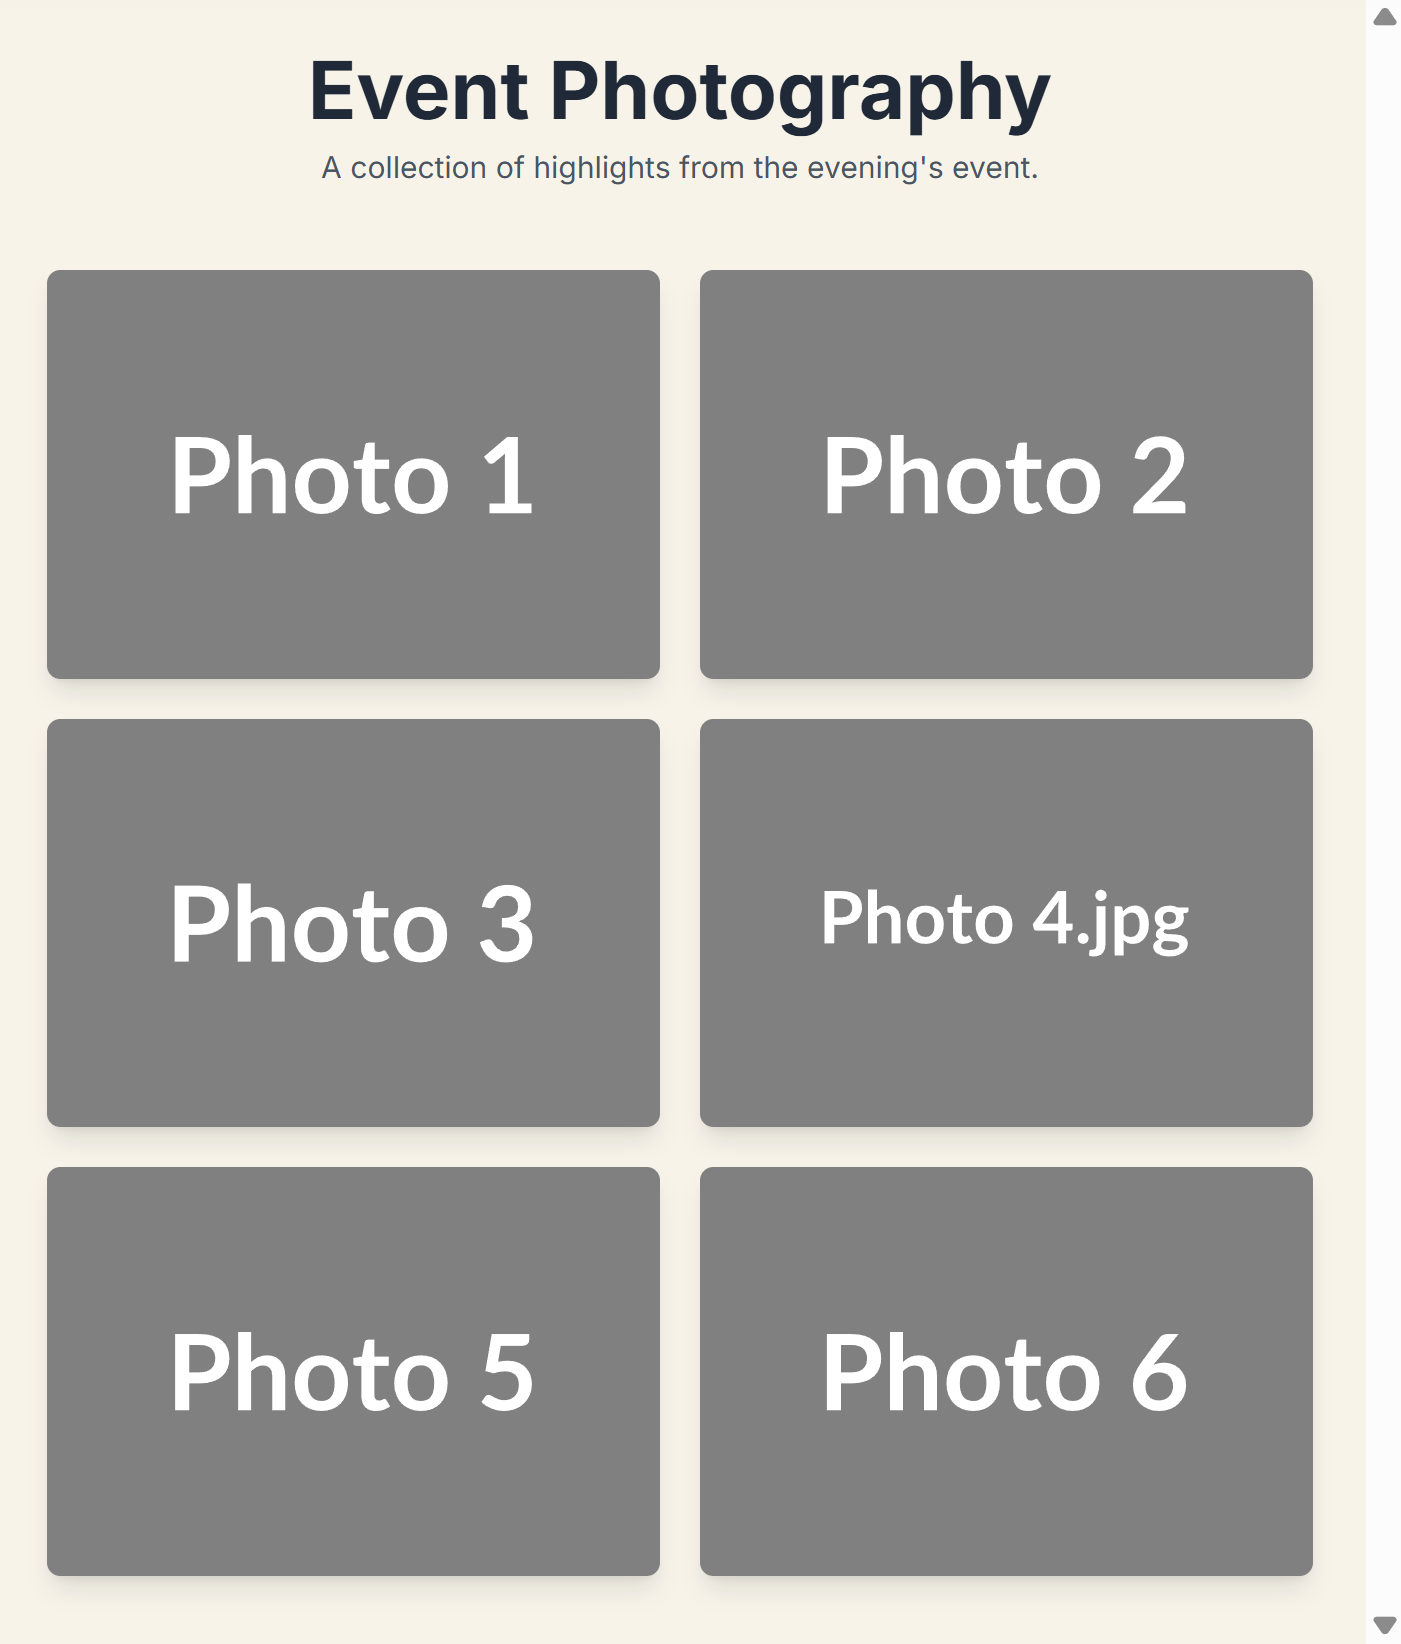 Event Photography
A collection of highlights from the evening's event.
Photo 1
Photo 2
Photo 3
Photo 4.jpg
Photo 5
Photo 6